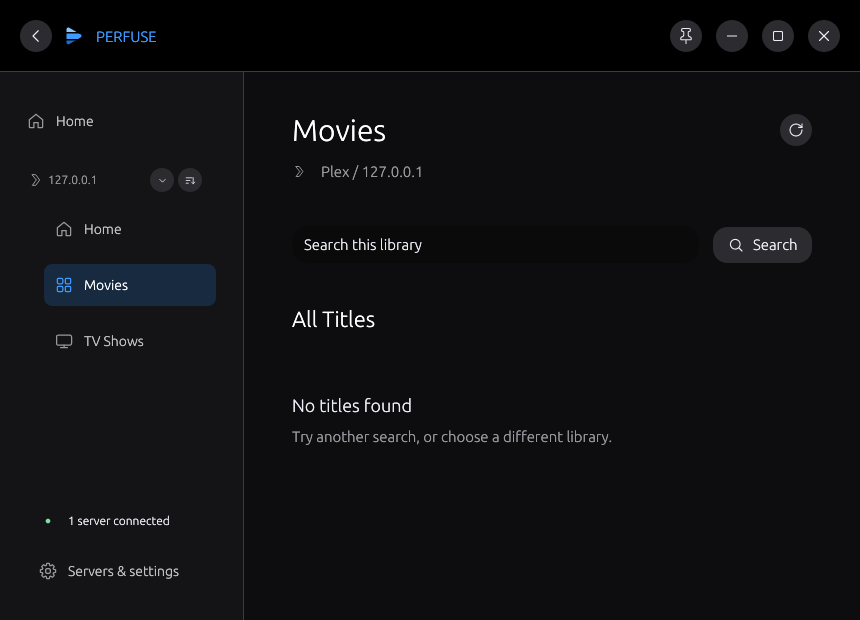 PERFUSE
Home
127.0.0.1
Home
Movies
TV Shows
1 server connected
Servers & settings
Movies
Plex / 127.0.0.1
Search this library
Search
All Titles
No titles found
Try another search, or choose a different library.